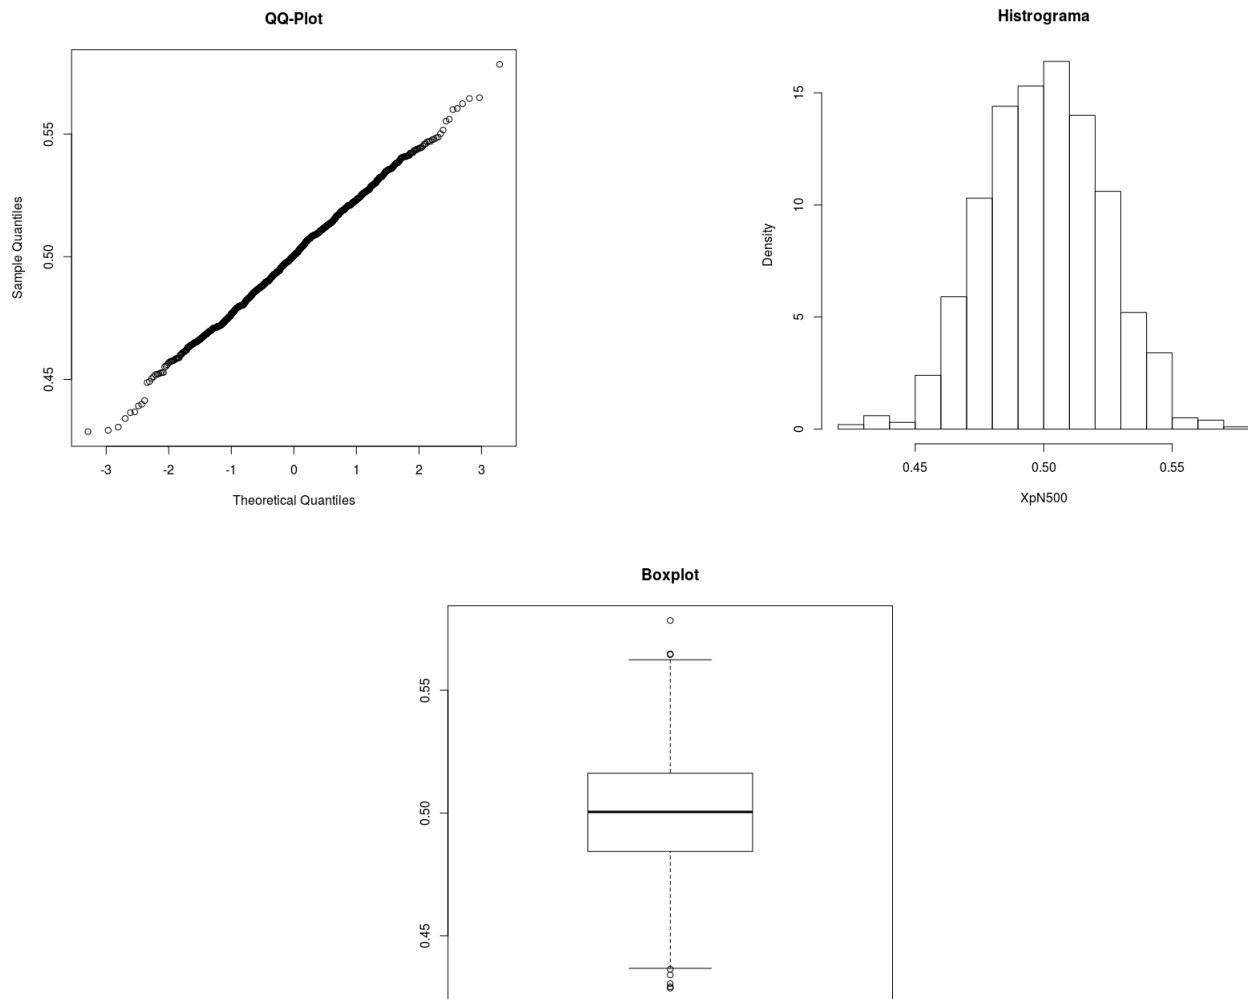 QQ-Plot
Sample Quantiles
0.55
0.50
0.45
-3 -2 -1 0 1 2 3
Theoretical Quantiles
Histrograma
Density
15
10
5
0
0.45 0.50 0.55
XpN500
Boxplot
0.55
0.50
0.45